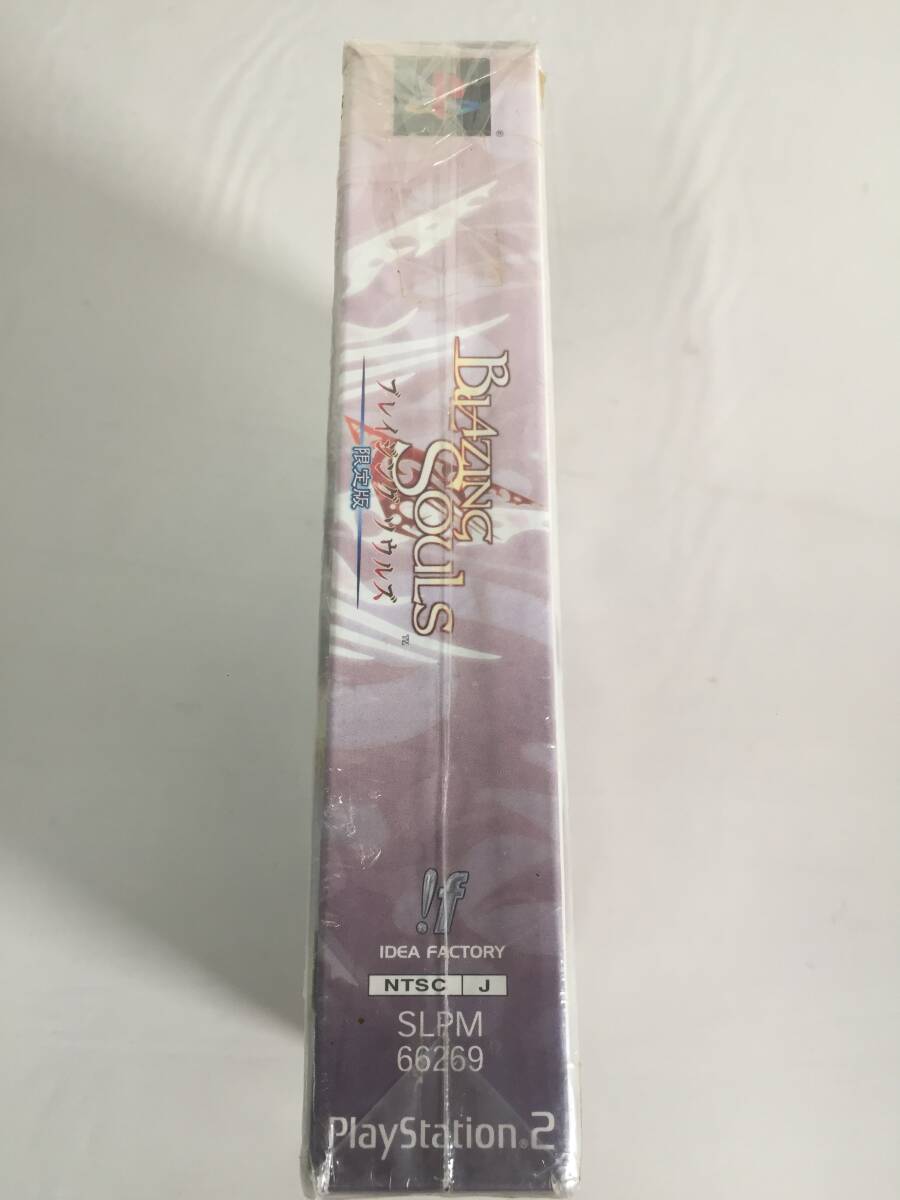 ®
BLAZING
SOULS
TM
ブレイジング ソウルズ
限定版
!f
IDEA FACTORY
NTSC J
SLPM
66269
PlayStation®2